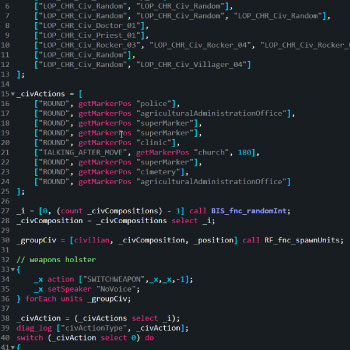 6 ["LOP_CHR_Civ_Random", "LOP_CHR_Civ_Random"],
7 ["LOP_CHR_Civ_Random", "LOP_CHR_Civ_Random", "LOP_CHR_Civ_Random"],
8 ["LOP_CHR_Civ_Doctor_01"],
9 ["LOP_CHR_Civ_Priest_01"],
10 ["LOP_CHR_Civ_Rocker_03", "LOP_CHR_Civ_Rocker_04", "LOP_CHR_Civ_Rocker_
11 ["LOP_CHR_Civ_Random"],
12 ["LOP_CHR_Civ_Random", "LOP_CHR_Civ_Villager_04"]
13 ];
14
15 _civActions = [
16 ["ROUND", getMarkerPos "police"],
17 ["ROUND", getMarkerPos "agriculturalAdministrationOffice"],
18 ["ROUND", getMarkerPos "superMarker"],
19 ["ROUND", getMarkerPos "superMarker"],
20 ["ROUND", getMarkerPos "clinic"],
21 ["TALKING_AFTER_MOVE", getMarkerPos "church", 180],
22 ["ROUND", getMarkerPos "superMarker"],
23 ["ROUND", getMarkerPos "cimetery"],
24 ["ROUND", getMarkerPos "agriculturalAdministrationOffice"]
25 ];
26
27 _i = [0, (count _civCompositions) - 1] call BIS_fnc_randomInt;
28 _civComposition = _civCompositions select _i;
29
30 _groupCiv = [civilian, _civComposition, _position] call RF_fnc_spawnUnits;
31
32 // weapons holster
33 {
34 _x action ["SWITCHWEAPON",_x,_x,-1];
35 _x setSpeaker "NoVoice";
36 } forEach units _groupCiv;
37
38 _civAction = (_civActions select _i);
39 diag_log ["civActionType", _civAction];
40 switch (_civAction select 0) do
41 {